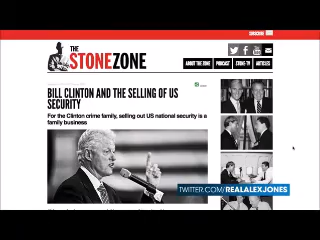 THE
STONEZONE
ABOUT THE ZONE
PODCAST
STONE-TV
ARTICLES
BILL CLINTON AND THE SELLING OF US
SECURITY
For the Clinton crime family, selling out US national security is a
family business
TWITTER.COM/REALALEXJONES